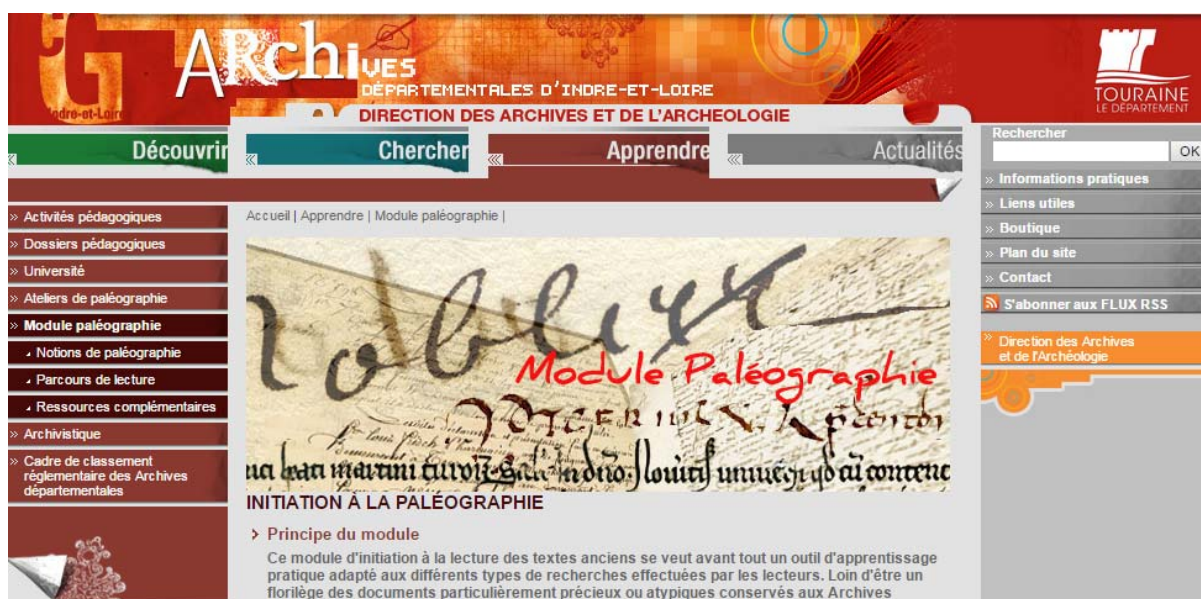 Indre-et-Loire
ARchIVES
DÉPARTEMENTALES D'INDRE-ET-LOIRE
DIRECTION DES ARCHIVES ET DE L'ARCHEOLOGIE
TOURAINE
LE DÉPARTEMENT
Découvrir
Chercher
Apprendre
Actualités
Rechercher
OK
» Informations pratiques
» Liens utiles
» Boutique
» Plan du site
» Contact
S'abonner aux FLUX RSS
» Direction des Archives
et de l'Archéologie
» Activités pédagogiques
» Dossiers pédagogiques
» Université
» Ateliers de paléographie
» Module paléographie
Notions de paléographie
Parcours de lecture
Ressources complémentaires
» Archivistique
» Cadre de classement
réglementaire des Archives
départementales
Accueil | Apprendre | Module paléographie |
Module Paléographie
martini
INITIATION À LA PALÉOGRAPHIE
Principe du module
Ce module d'initiation à la lecture des textes anciens se veut avant tout un outil d'apprentissage
pratique adapté aux différents types de recherches effectuées par les lecteurs. Loin d'être un
florilège des documents particulièrement précieux ou atypiques conservés aux Archives